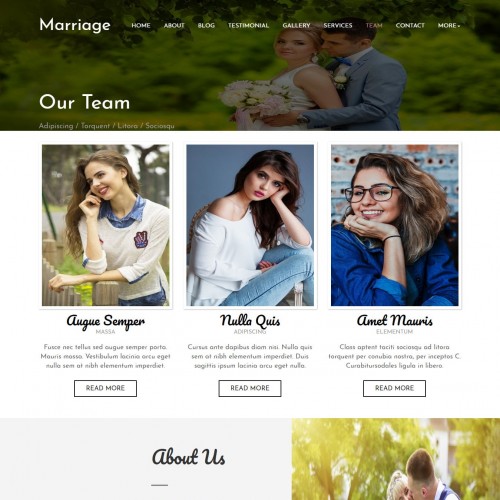 Marriage
HOME ABOUT BLOG TESTIMONIAL GALLERY SERVICES TEAM CONTACT MORE
Our Team
Adipiscing / Torquent / Litora / Sociosqu
Augue Semper
MASSA
Fusce nec tellus sed augue semper porta.
Mauris massa. Vestibulum lacinia arcu eget
nulla sem at nibh elementum imperdiet.
READ MORE
Nulla Quis
ADIPISCING
Cursus ante dapibus diam nisi. Nulla quis
sem at nibh elementum imperdiet. Duis
sagittis ipsum lacinia arcu eget nulla.
READ MORE
Amet Mauris
ELEMENTUM
Class aptent taciti sociosqu ad litora
torquent per conubia nostra, per inceptos C.
Curabitursodales ligula in libero.
READ MORE
About Us